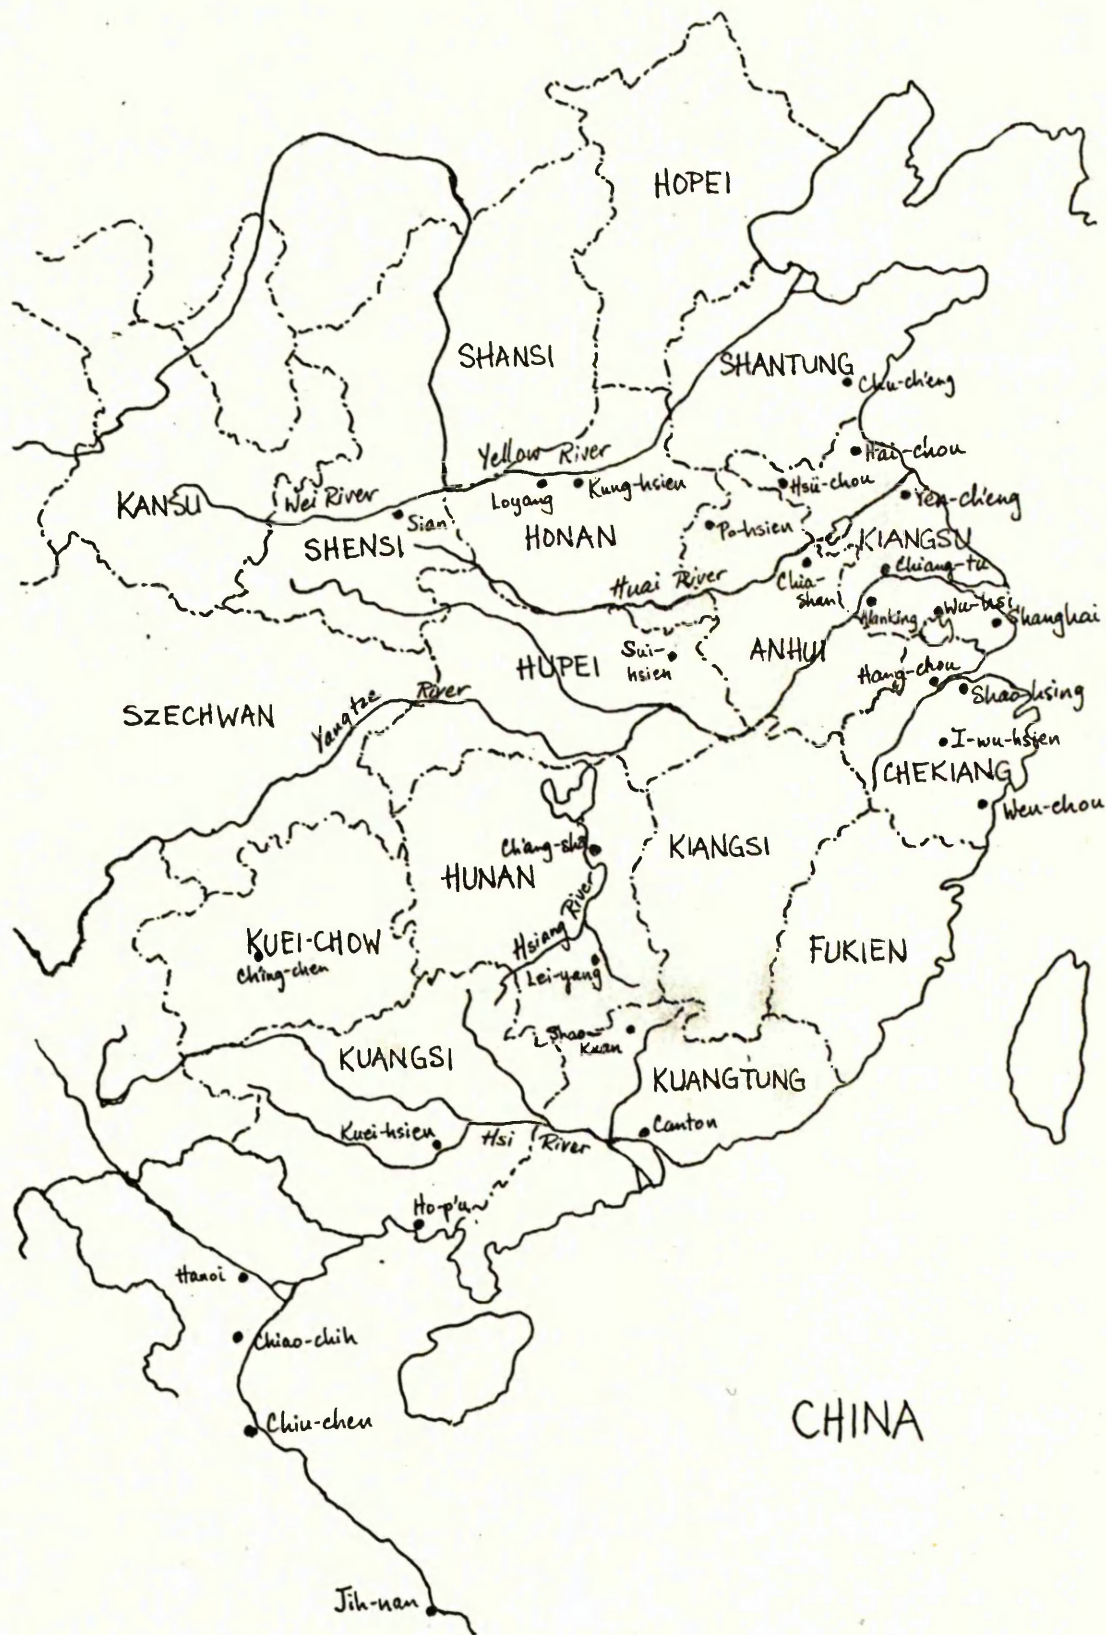 HOPEI
SHANSI
SHANTUNG
Chu-ch'eng
Yellow River
Hai-chou
KANSU
Wei River
Loyang
Kung-hsien
Hsü-chou
Yen-ch'eng
Sian
SHENSI
HONAN
Po-hsien
KIANGSU
Chiang-tu
Huai River
Chia-
shan
Nanking
Wu-hsi
Shanghai
HUPEI
Sui-
hsien
ANHUI
Hang-chou
Shao-hsing
SZECHWAN
Yangtze River
I-wu-hsien
CHEKIANG
Wen-chou
Ch'ang-sha
HUNAN
KIANGSI
KUEI-CHOW
Ch'ing-chen
Hsiang River
Lei-yang
FUKIEN
Shao-
Kuan
KUANGSI
KUANGTUNG
Kuei-hsien
Hsi River
Canton
Ho-p'u
Hanoi
Chiao-chih
Chiu-chen
CHINA
Jih-nan